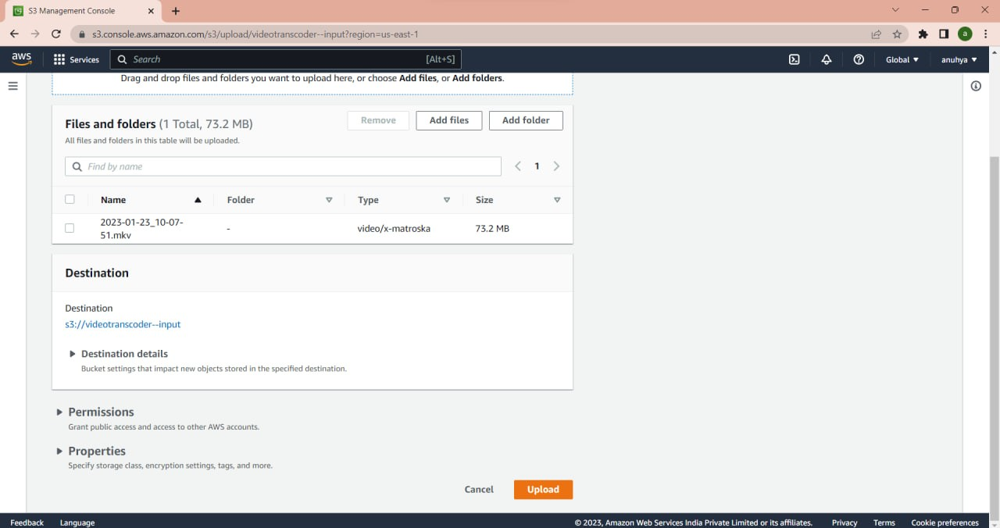 S3 Management Console
s3.console.aws.amazon.com/s3/upload/videotranscoder--input?region=us-east-1
a
aws
Services
Search
[Alt+S]
Global
anuhya
Drag and drop files and folders you want to upload here, or choose Add files, or Add folders.
Files and folders (1 Total, 73.2 MB)
Remove
Add files
Add folder
All files and folders in this table will be uploaded.
Find by name
1
Name
Folder
Type
Size
2023-01-23_10-07-
51.mkv
-
video/x-matroska
73.2 MB
Destination
Destination
s3://videotranscoder--input
Destination details
Bucket settings that impact new objects stored in the specified destination.
Permissions
Grant public access and access to other AWS accounts.
Properties
Specify storage class, encryption settings, tags, and more.
Cancel
Upload
Feedback
Language
© 2023, Amazon Web Services India Private Limited or its affiliates.
Privacy
Terms
Cookie preferences